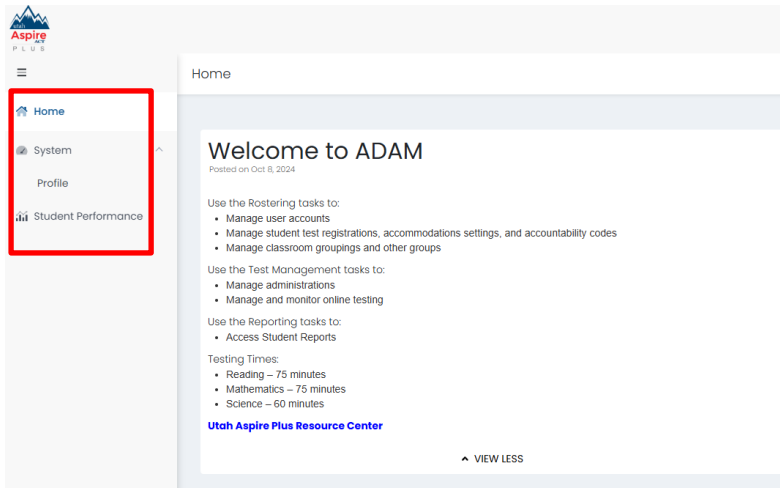 utah
Aspire
ACT
PLUS
Home
Home
System
Profile
Student Performance
Welcome to ADAM
Posted on Oct 8, 2024
Use the Rostering tasks to:
• Manage user accounts
• Manage student test registrations, accommodations settings, and accountability codes
• Manage classroom groupings and other groups
Use the Test Management tasks to:
• Manage administrations
• Manage and monitor online testing
Use the Reporting tasks to:
• Access Student Reports
Testing Times:
• Reading – 75 minutes
• Mathematics – 75 minutes
• Science – 60 minutes
Utah Aspire Plus Resource Center
VIEW LESS